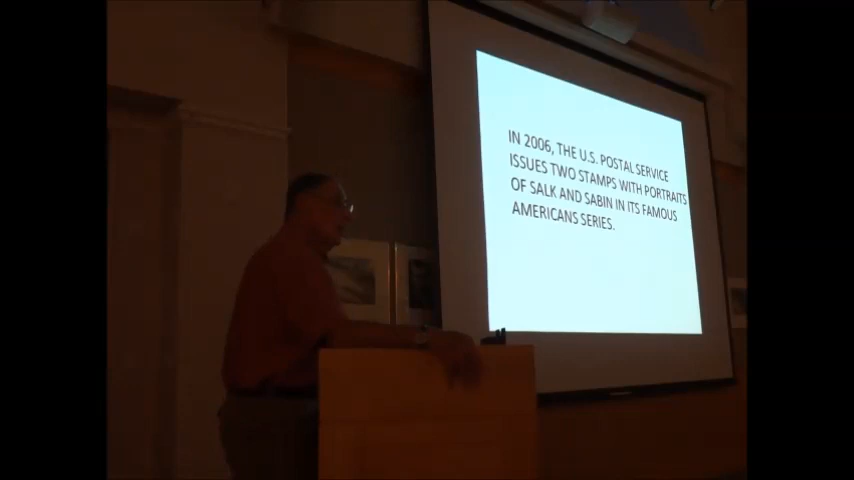 IN 2006, THE U.S. POSTAL SERVICE
ISSUES TWO STAMPS WITH PORTRAITS
OF SALK AND SABIN IN ITS FAMOUS
AMERICANS SERIES.